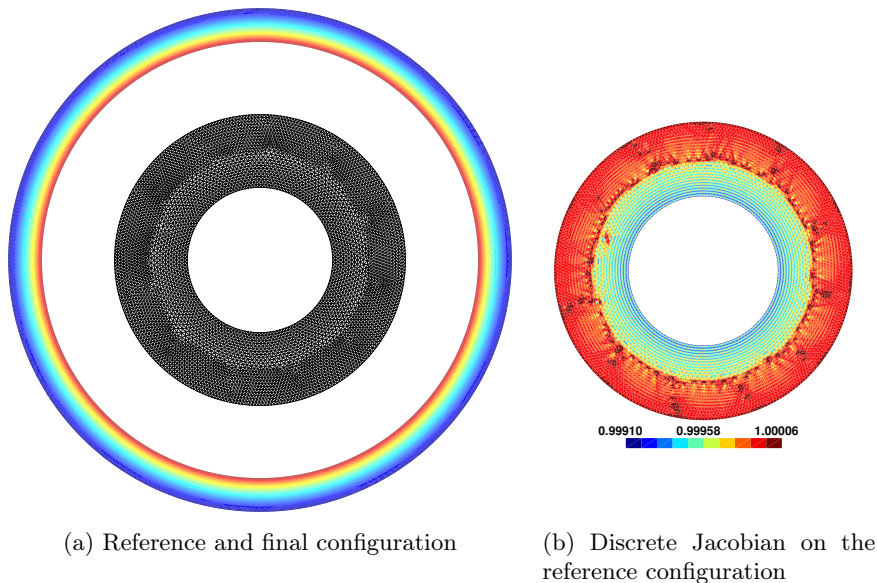 0.99910 0.99958 1.00006
(a) Reference and final configuration
(b) Discrete Jacobian on the
reference configuration